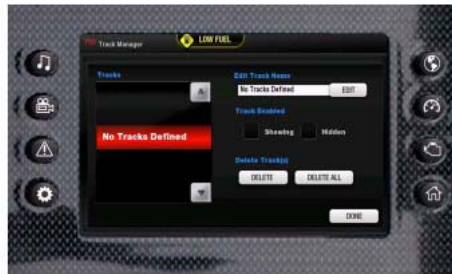 Track Manager
LOW FUEL
Tracks
No Tracks Defined
Edit Track Name
No Tracks Defined
EDIT
Track Enabled
Showing
Hidden
Delete Track(s)
DELETE
DELETE ALL
DONE